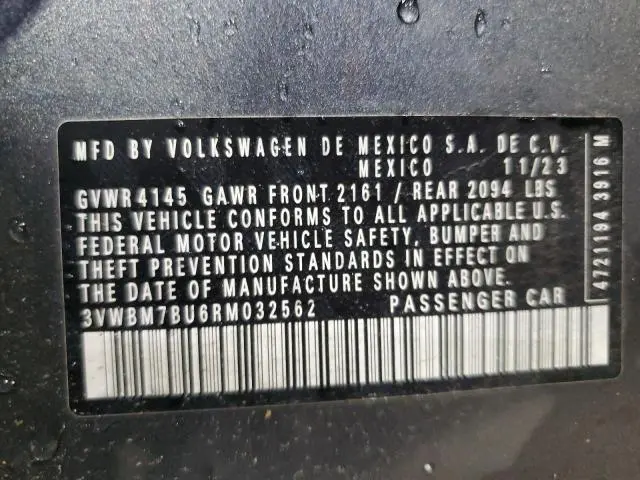 MFD BY VOLKSWAGEN DE MEXICO S.A. DE C.V.
MEXICO 11/23
GVWR 4145 GAWR FRONT 2161 / REAR 2094 LBS
THIS VEHICLE CONFORMS TO ALL APPLICABLE U.S.
FEDERAL MOTOR VEHICLE SAFETY, BUMPER AND
THEFT PREVENTION STANDARDS IN EFFECT ON
THE DATE OF MANUFACTURE SHOWN ABOVE.
3VWBM7BU6RM032562 PASSENGER CAR
4721194 3916 M